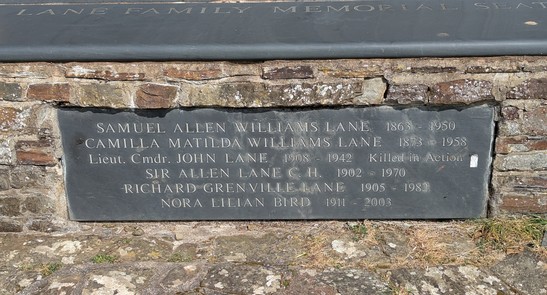 LANE FAMILY MEMORIAL SEAT
SAMUEL ALLEN WILLIAMS LANE 1863 - 1950
CAMILLA MATILDA WILLIAMS LANE 1873 - 1958
Lieut. Cmdr. JOHN LANE 1908 - 1942 Killed in Action
SIR ALLEN LANE C.H. 1902 - 1970
RICHARD GRENVILLE LANE 1905 - 1982
NORA LILIAN BIRD 1911 - 2003